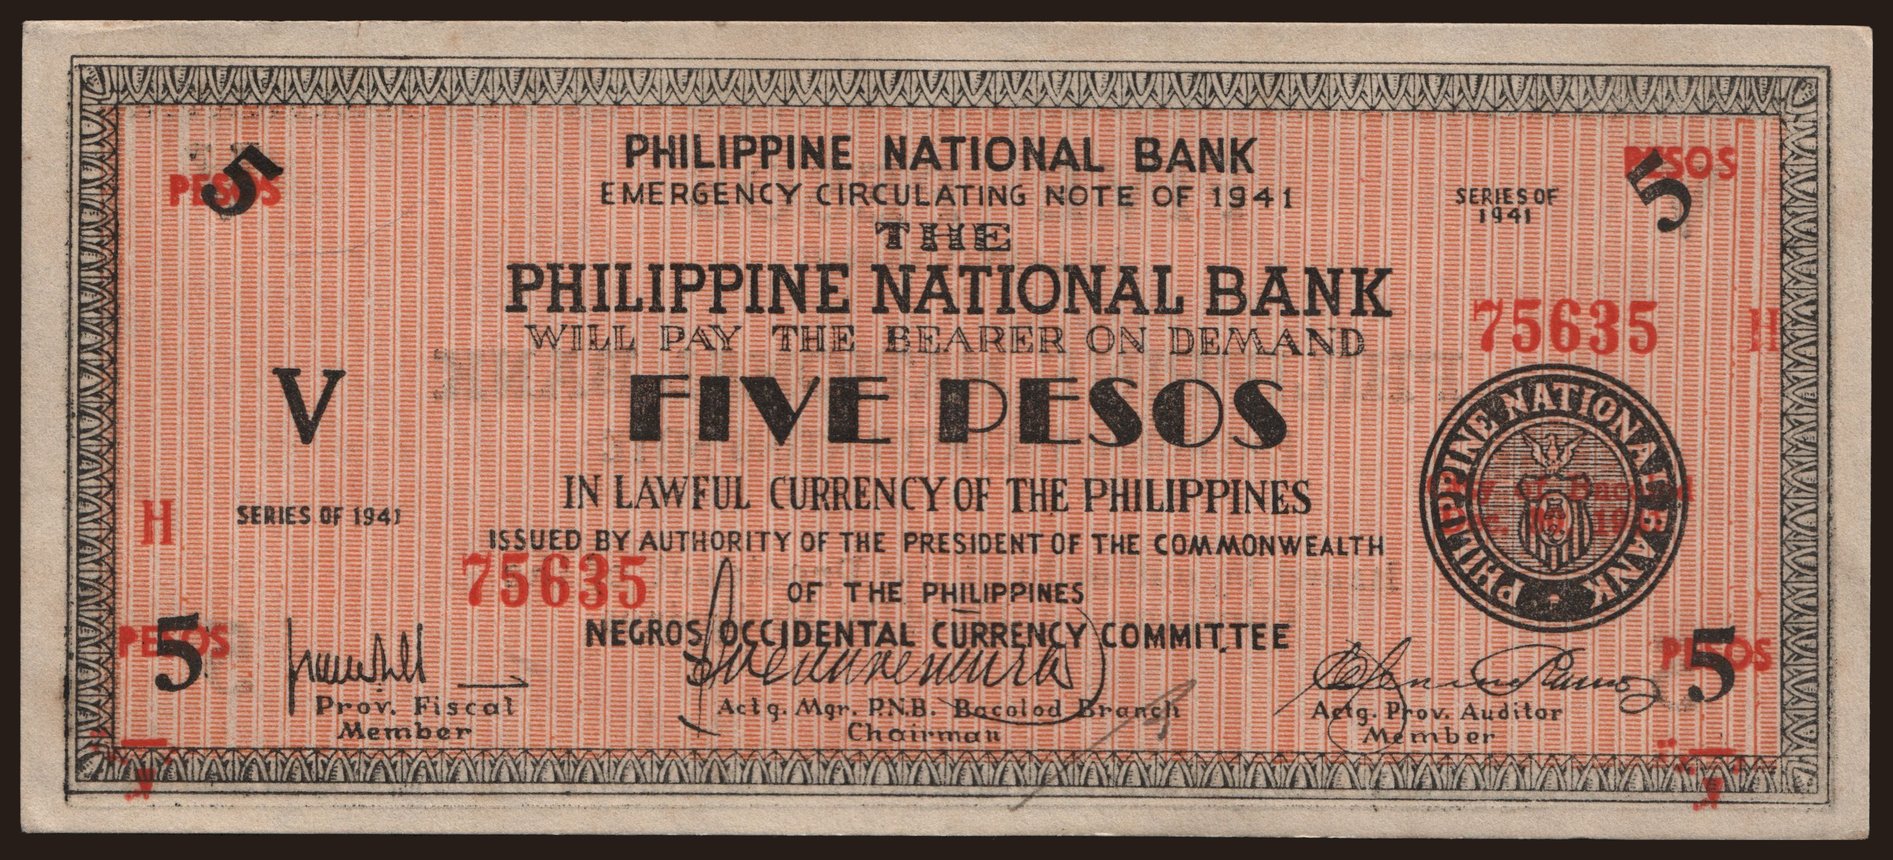 PHILIPPINE NATIONAL BANK
EMERGENCY CIRCULATING NOTE OF 1941
THE
PHILIPPINE NATIONAL BANK
WILL PAY THE BEARER ON DEMAND
FIVE PESOS
IN LAWFUL CURRENCY OF THE PHILIPPINES
ISSUED BY AUTHORITY OF THE PRESIDENT OF THE COMMONWEALTH
OF THE PHILIPPINES
NEGROS OCCIDENTAL CURRENCY COMMITTEE
5 PESOS
5 PESOS
SERIES OF
1941
75635 H
V
PHILIPPINE NATIONAL BANK
H
SERIES OF 1941
75635
5 PESOS
5 PESOS
Prov. Fiscal
Member
Actg. Mgr. P.N.B. Bacolod Branch
Chairman
Actg. Prov. Auditor
Member